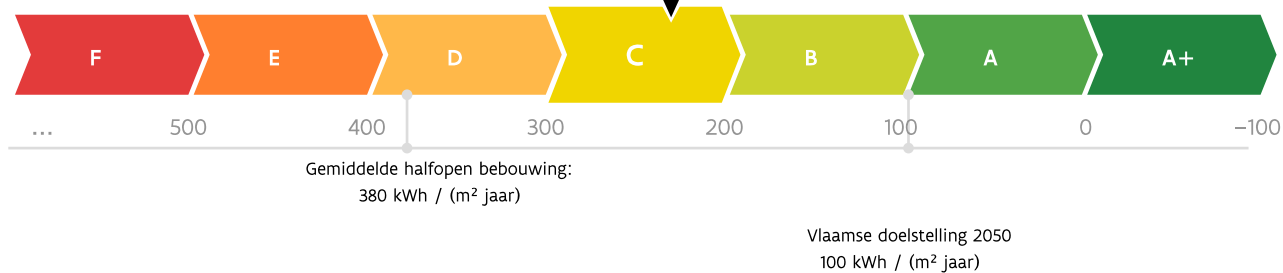 F E D C B A A+
... 500 400 300 200 100 0 −100
Gemiddelde halfopen bebouwing:
380 kWh / (m² jaar)
Vlaamse doelstelling 2050
100 kWh / (m² jaar)